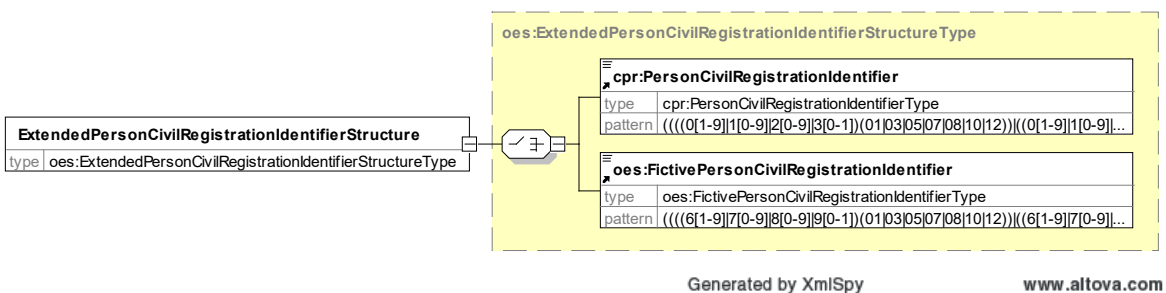 oes:ExtendedPersonCivilRegistrationIdentifierStructureType
cpr:PersonCivilRegistrationIdentifier
type cpr:PersonCivilRegistrationIdentifierType
pattern ((((0[1-9]|1[0-9]|2[0-9]|3[0-1])(01|03|05|07|08|10|12))|((0[1-9]|1[0-9]|...
ExtendedPersonCivilRegistrationIdentifierStructure
type oes:ExtendedPersonCivilRegistrationIdentifierStructureType
oes:FictivePersonCivilRegistrationIdentifier
type oes:FictivePersonCivilRegistrationIdentifierType
pattern ((((6[1-9]|7[0-9]|8[0-9]|9[0-1])(01|03|05|07|08|10|12))|((6[1-9]|7[0-9]|...
Generated by XmlSpy www.altova.com